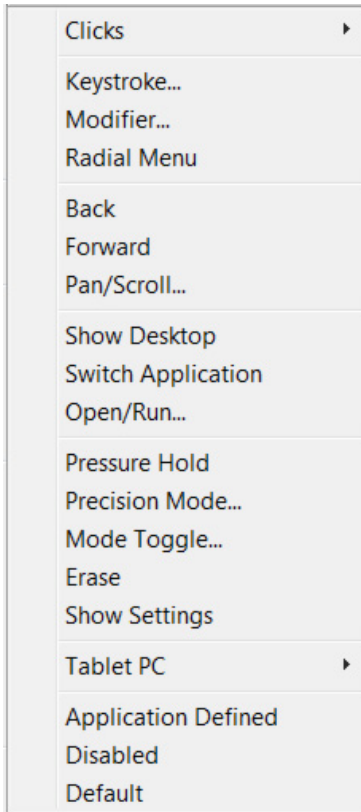 Clicks
Keystroke...
Modifier...
Radial Menu
Back
Forward
Pan/Scroll...
Show Desktop
Switch Application
Open/Run...
Pressure Hold
Precision Mode...
Mode Toggle...
Erase
Show Settings
Tablet PC
Application Defined
Disabled
Default